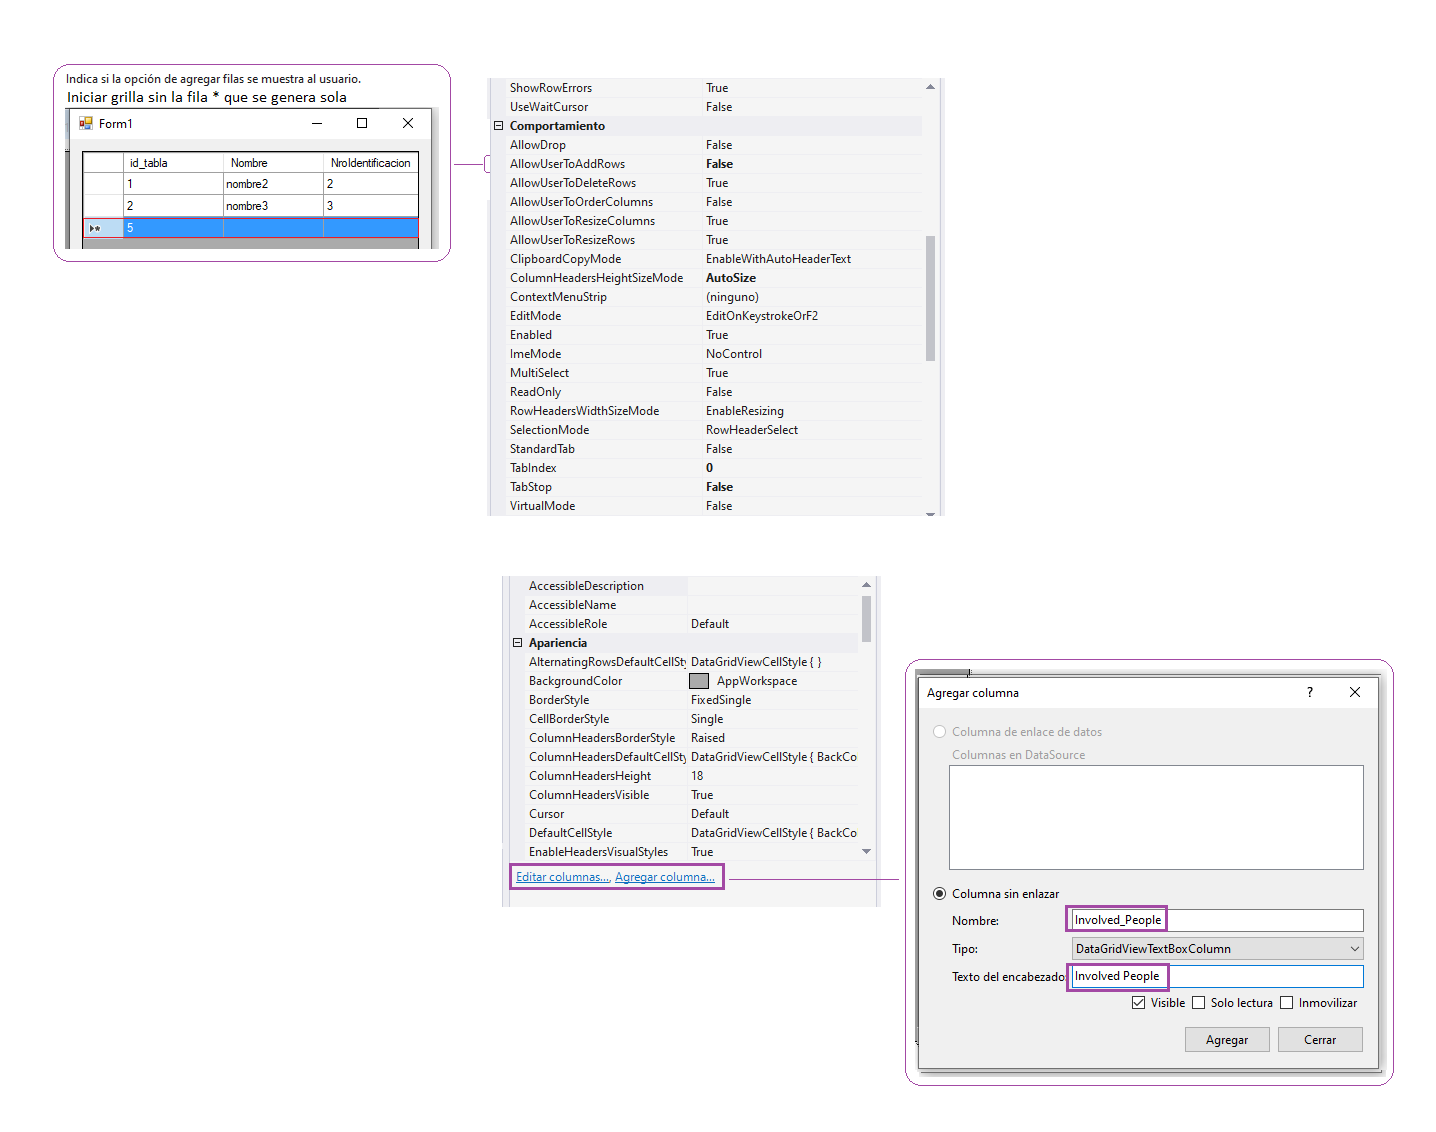 Indica si la opción de agregar filas se muestra al usuario.
Iniciar grilla sin la fila * que se genera sola
Form1
id_tabla Nombre NroIdentificacion
1 nombre2 2
2 nombre3 3
5
ShowRowErrors True
UseWaitCursor False
Comportamiento
AllowDrop False
AllowUserToAddRows False
AllowUserToDeleteRows True
AllowUserToOrderColumns False
AllowUserToResizeColumns True
AllowUserToResizeRows True
ClipboardCopyMode EnableWithAutoHeaderText
ColumnHeadersHeightSizeMode AutoSize
ContextMenuStrip (ninguno)
EditMode EditOnKeystrokeOrF2
Enabled True
ImeMode NoControl
MultiSelect True
ReadOnly False
RowHeadersWidthSizeMode EnableResizing
SelectionMode RowHeaderSelect
StandardTab False
TabIndex 0
TabStop False
VirtualMode False
AccessibleDescription
AccessibleName
AccessibleRole Default
Apariencia
AlternatingRowsDefaultCellSty DataGridViewCellStyle { }
BackgroundColor AppWorkspace
BorderStyle FixedSingle
CellBorderStyle Single
ColumnHeadersBorderStyle Raised
ColumnHeadersDefaultCellSty DataGridViewCellStyle { BackCo
ColumnHeadersHeight 18
ColumnHeadersVisible True
Cursor Default
DefaultCellStyle DataGridViewCellStyle { BackCo
EnableHeadersVisualStyles True
Editar columnas..., Agregar columna...
Agregar columna ?
Columna de enlace de datos
Columnas en DataSource
Columna sin enlazar
Nombre: Involved_People
Tipo: DataGridViewTextBoxColumn
Texto del encabezado: Involved People
Visible Solo lectura Inmovilizar
Agregar Cerrar